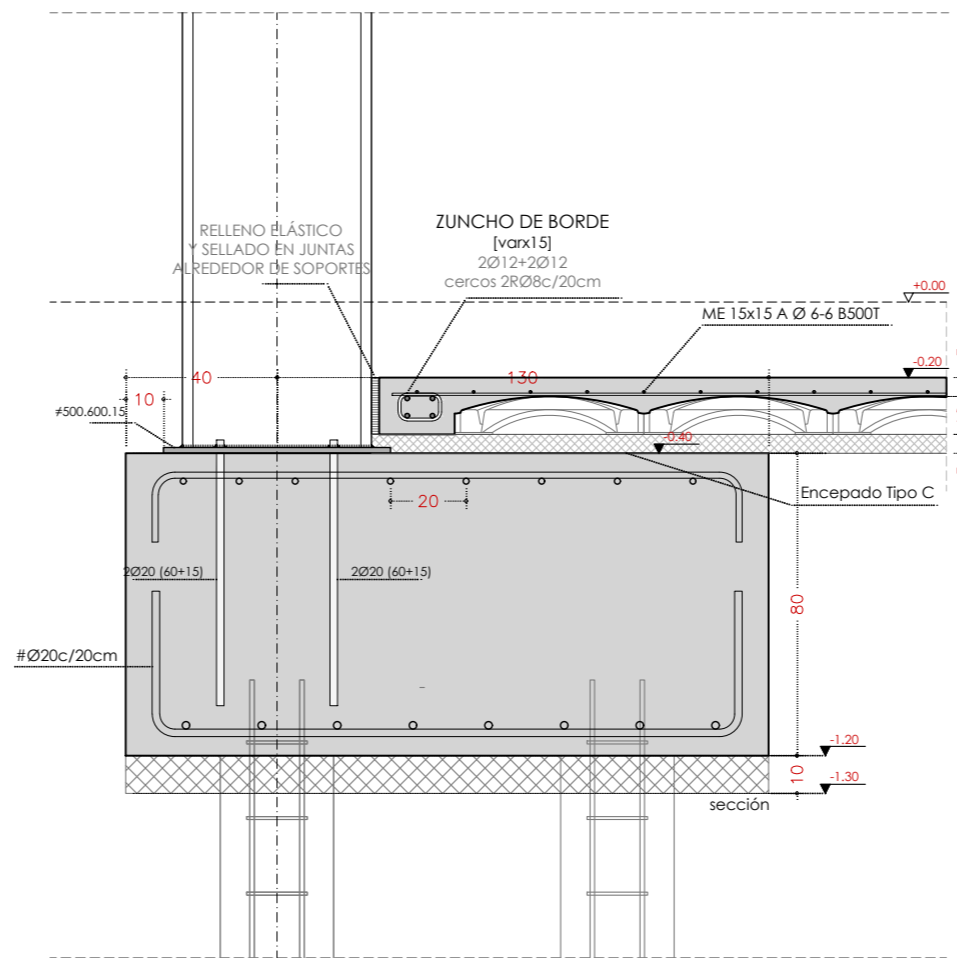 RELLENO ELÁSTICO
Y SELLADO EN JUNTAS
ALREDEDOR DE SOPORTES
ZUNCHO DE BORDE
[varx15]
2Ø12+2Ø12
cercos 2RØ8c/20cm
+0.00
ME 15x15 A Ø 6-6 B500T
-0.20
40
130
10
≠500.600.15
-0.40
Encepado Tipo C
20
2Ø20 (60+15)
2Ø20 (60+15)
80
#Ø20c/20cm
-1.20
10
-1.30
sección